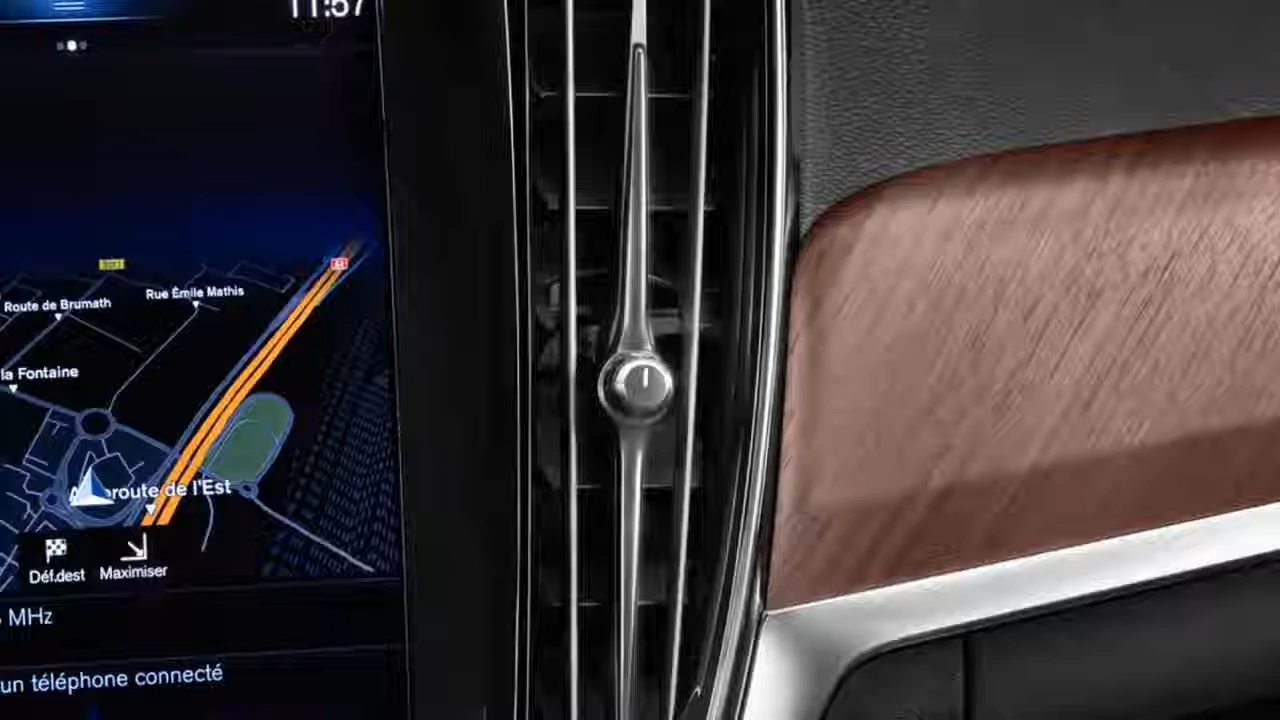 11:57
Route de Brumath
Rue Émile Mathis
la Fontaine
route de l'Est
Déf.dest
Maximiser
MHz
un téléphone connecté